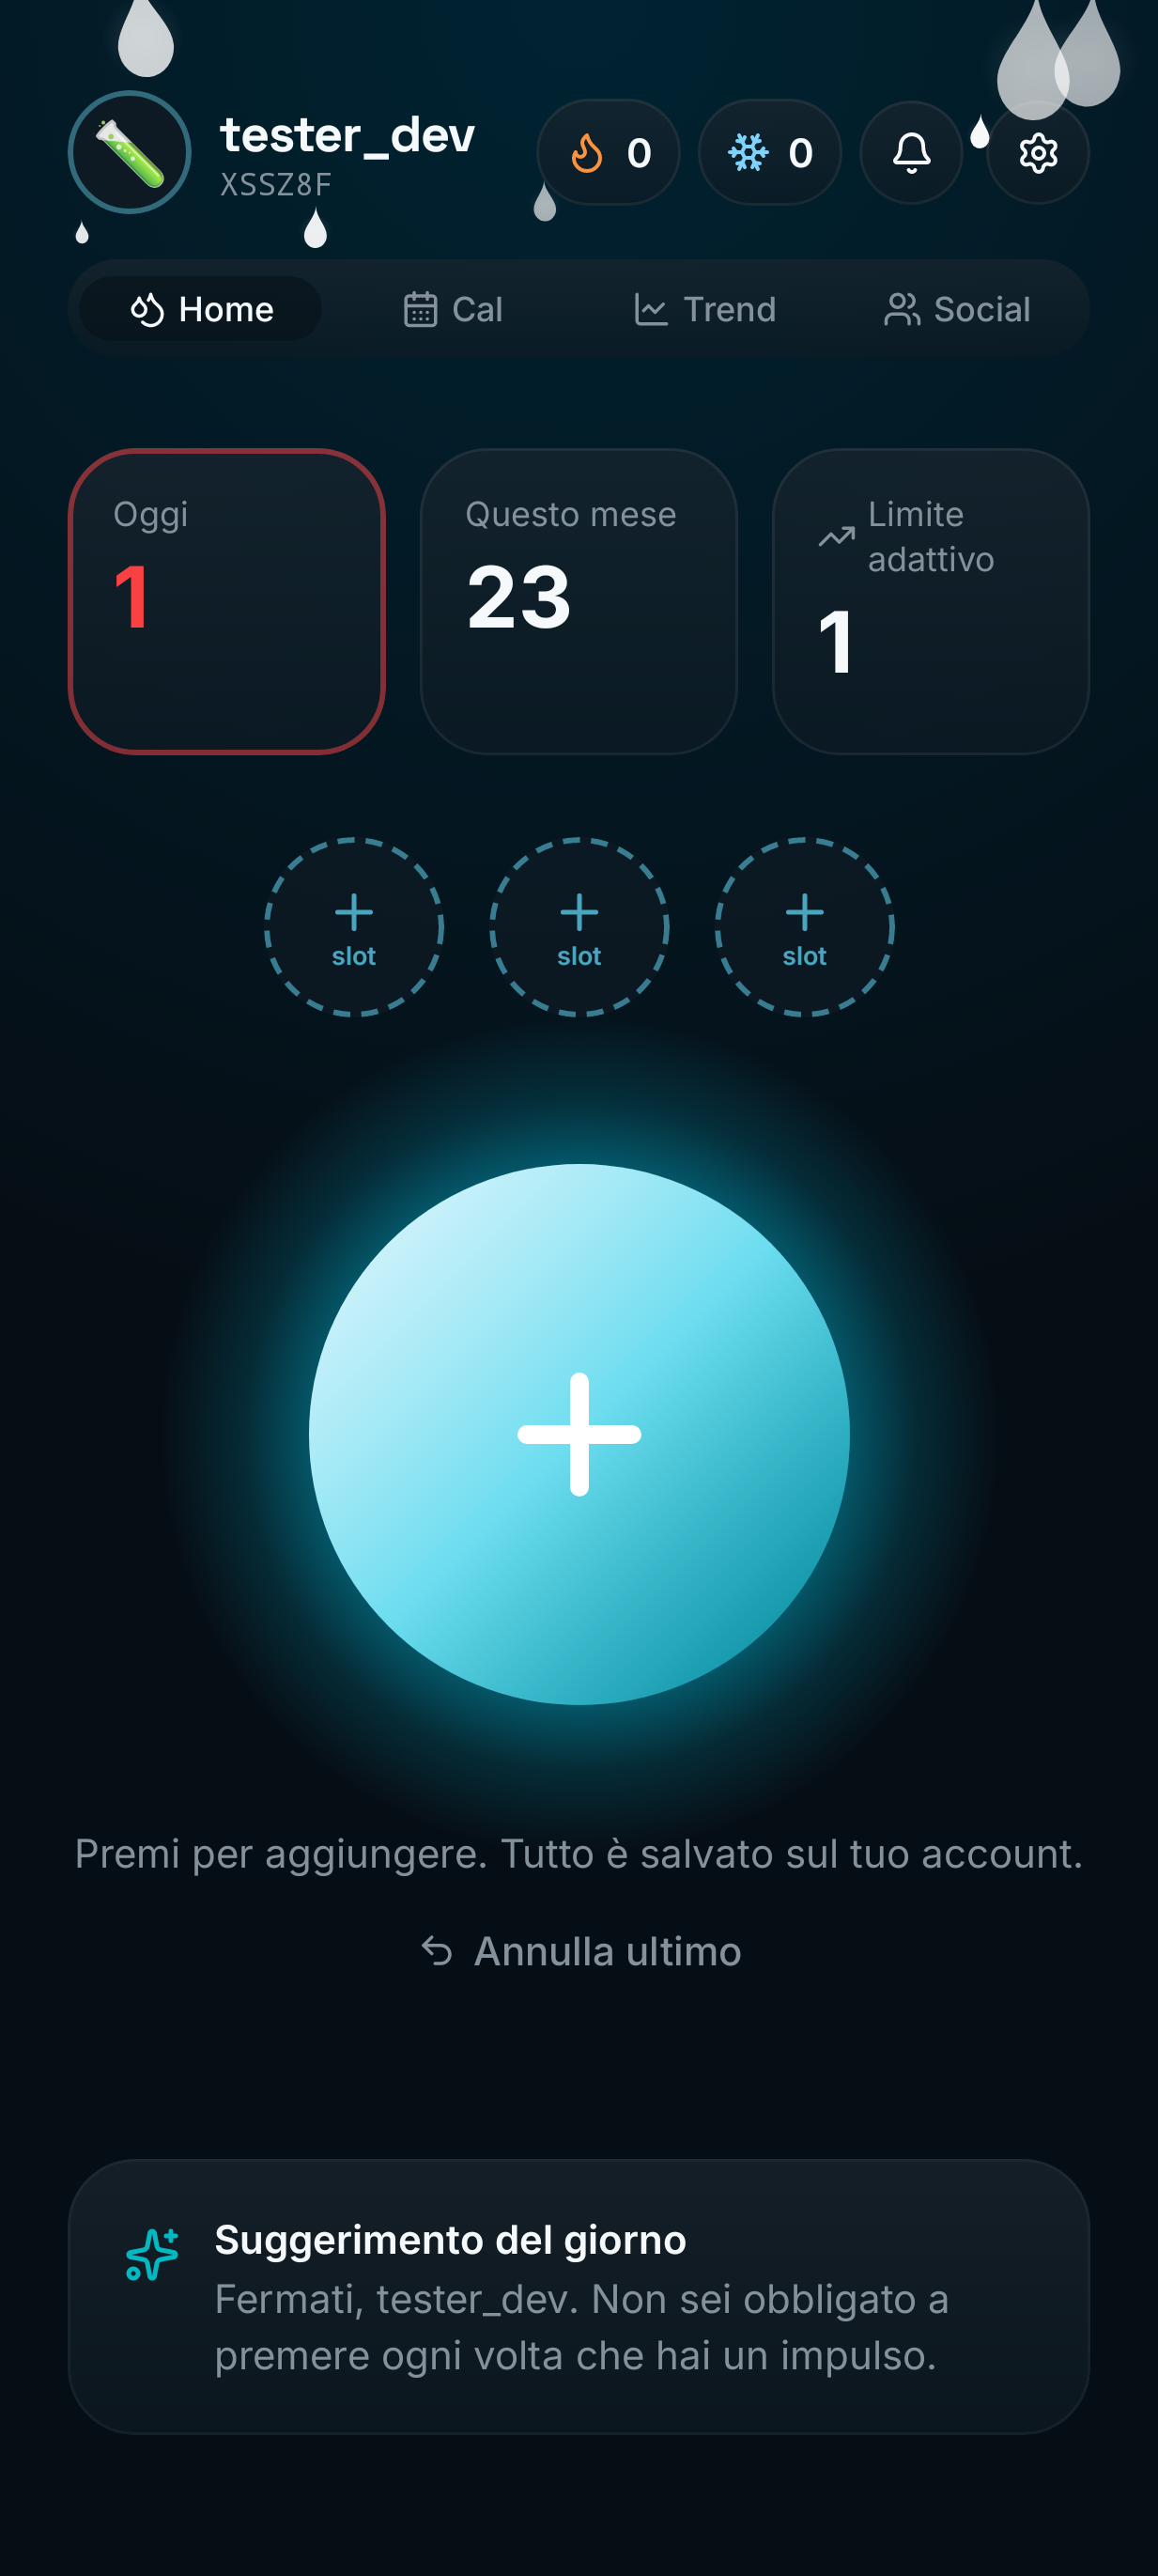 tester_dev
XSSZ8F
0
0
Home
Cal
Trend
Social
Oggi
1
Questo mese
23
Limite
adattivo
1
slot
slot
slot
Premi per aggiungere. Tutto è salvato sul tuo account.
Annulla ultimo
Suggerimento del giorno
Fermati, tester_dev. Non sei obbligato a
premere ogni volta che hai un impulso.